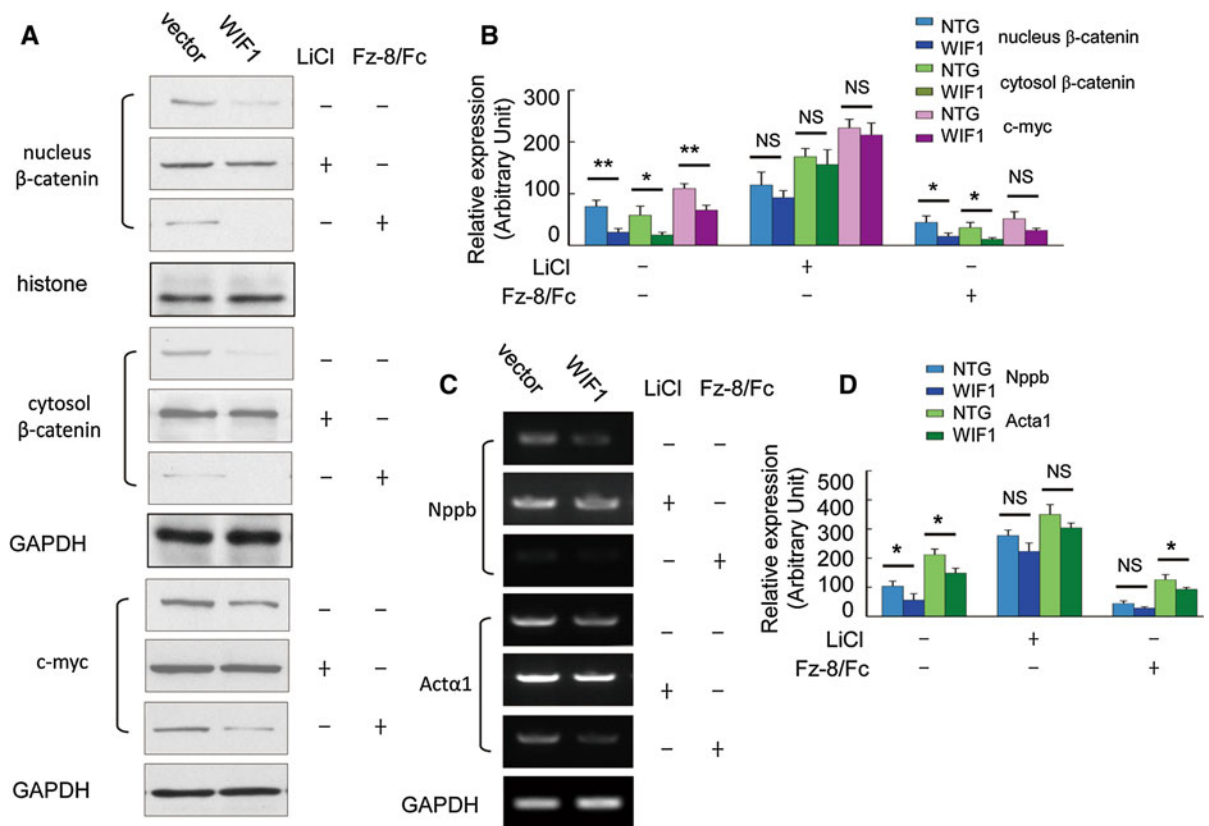 A
vector WIF1 LiCl Fz-8/Fc
nucleus
β-catenin
– –
+ –
– +
histone
cytosol
β-catenin
– –
+ –
– +
GAPDH
c-myc
– –
+ –
– +
GAPDH
B
NTG
WIF1
nucleus β-catenin
NTG
WIF1
cytosol β-catenin
NTG
WIF1
c-myc
Relative expression
(Arbitrary Unit)
300
200
100
0
** * ** NS NS NS * * NS
LiCl – + –
Fz-8/Fc – – +
C
vector WIF1 LiCl Fz-8/Fc
Nppb
– –
+ –
– +
Actα1
– –
+ –
– +
GAPDH
D
NTG
WIF1
Nppb
NTG
WIF1
Acta1
Relative expression
(Arbitrary Unit)
500
400
300
200
100
0
* * NS NS NS *
LiCl – + –
Fz-8/Fc – – +